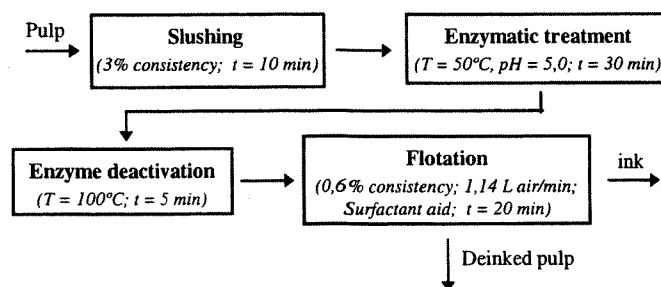 Pulp
Slushing
(3% consistency; t = 10 min)
Enzymatic treatment
(T = 50ºC, pH = 5,0; t = 30 min)
Enzyme deactivation
(T = 100ºC; t = 5 min)
Flotation
(0,6% consistency; 1,14 L air/min;
Surfactant aid; t = 20 min)
ink
Deinked pulp